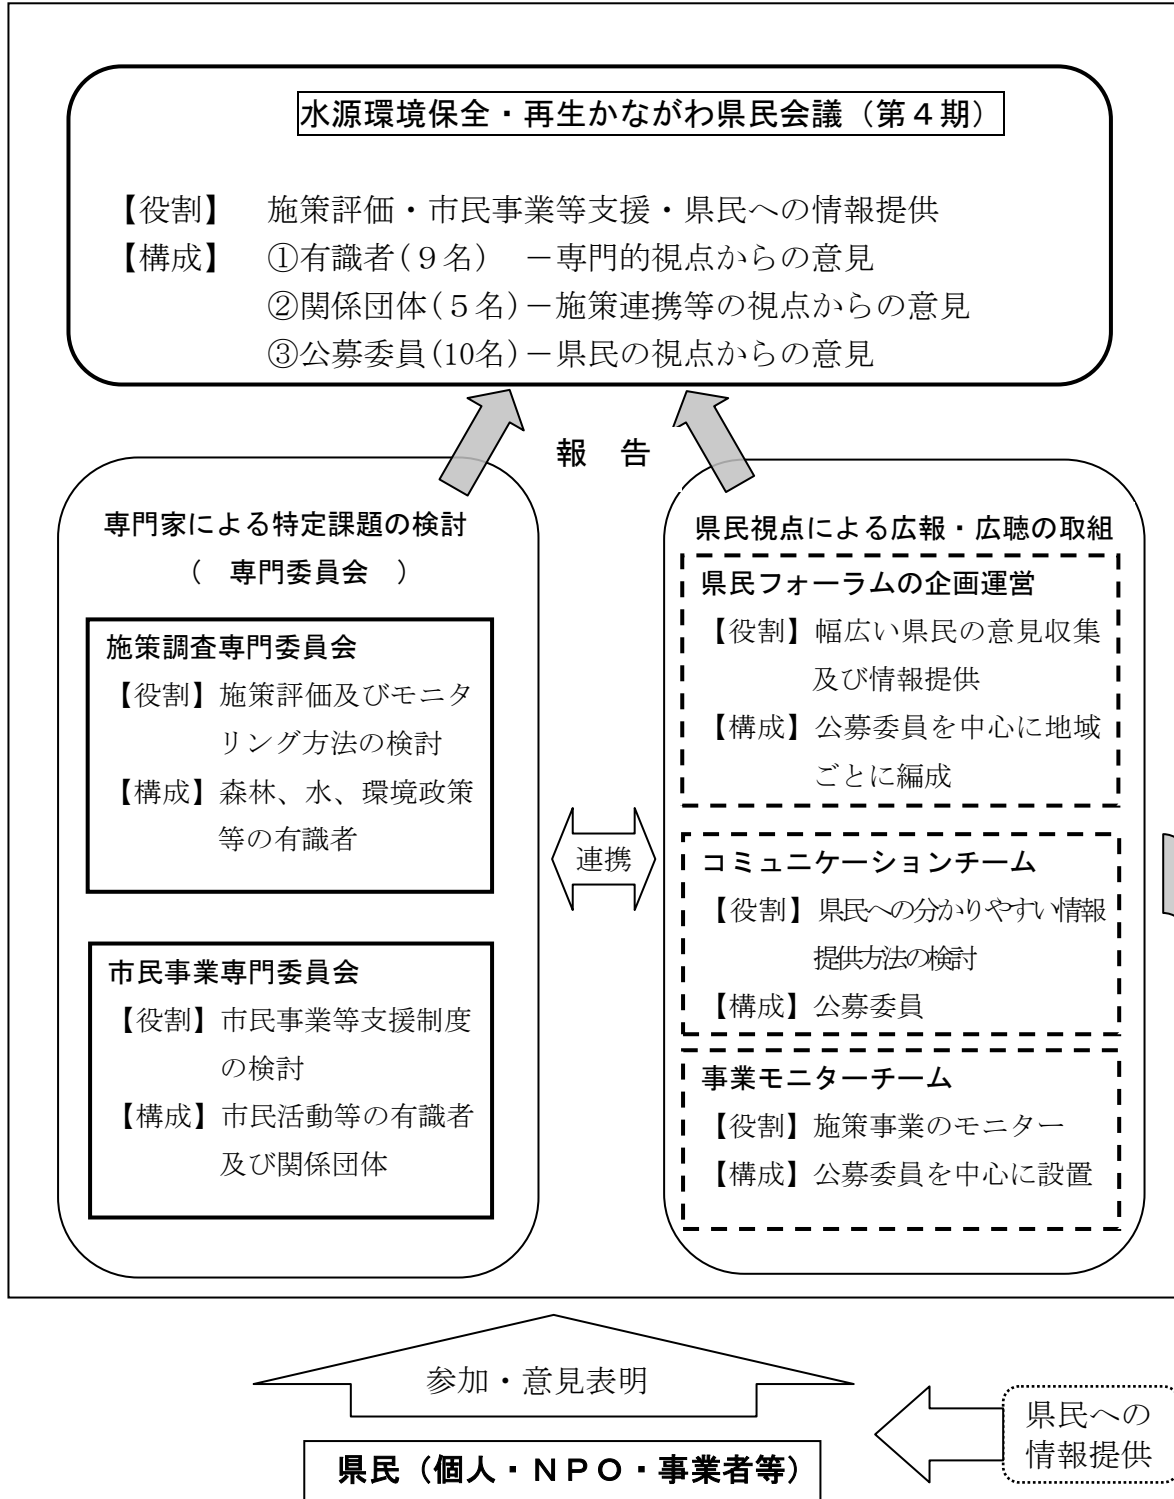 水源環境保全・再生かながわ県民会議（第４期）
【役割】　施策評価・市民事業等支援・県民への情報提供
【構成】　①有識者（９名）　－専門的視点からの意見
②関係団体（５名）－施策連携等の視点からの意見
③公募委員（10名）－県民の視点からの意見
報　告
専門家による特定課題の検討
（　専門委員会　）
施策調査専門委員会
【役割】施策評価及びモニタ
リング方法の検討
【構成】森林、水、環境政策
等の有識者
市民事業専門委員会
【役割】市民事業等支援制度
の検討
【構成】市民活動等の有識者
及び関係団体
連携
県民視点による広報・広聴の取組
県民フォーラムの企画運営
【役割】幅広い県民の意見収集
及び情報提供
【構成】公募委員を中心に地域
ごとに編成
コミュニケーションチーム
【役割】県民への分かりやすい情報
提供方法の検討
【構成】公募委員
事業モニターチーム
【役割】施策事業のモニター
【構成】公募委員を中心に設置
参加・意見表明
県民（個人・ＮＰＯ・事業者等）
県民への
情報提供